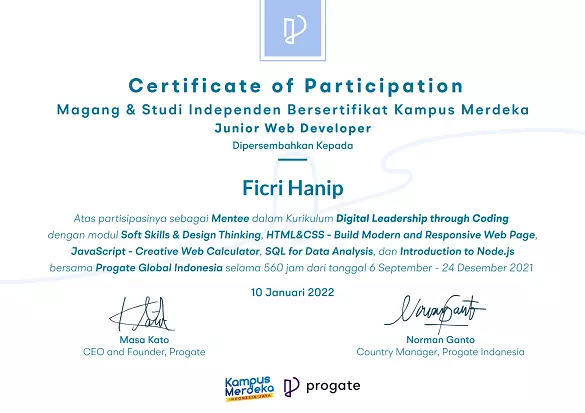 Certificate of Participation
Magang & Studi Independen Bersertifikat Kampus Merdeka
Junior Web Developer
Dipersembahkan Kepada
Ficri Hanip
Atas partisipasinya sebagai Mentee dalam Kurikulum Digital Leadership through Coding
dengan modul Soft Skills & Design Thinking, HTML&CSS - Build Modern and Responsive Web Page,
JavaScript - Creative Web Calculator, SQL for Data Analysis, dan Introduction to Node.js
bersama Progate Global Indonesia selama 560 jam dari tanggal 6 September - 24 Desember 2021
10 Januari 2022
Masa Kato
CEO and Founder, Progate
Norman Ganto
Country Manager, Progate Indonesia
Kampus
Merdeka
INDONESIA JAYA
progate